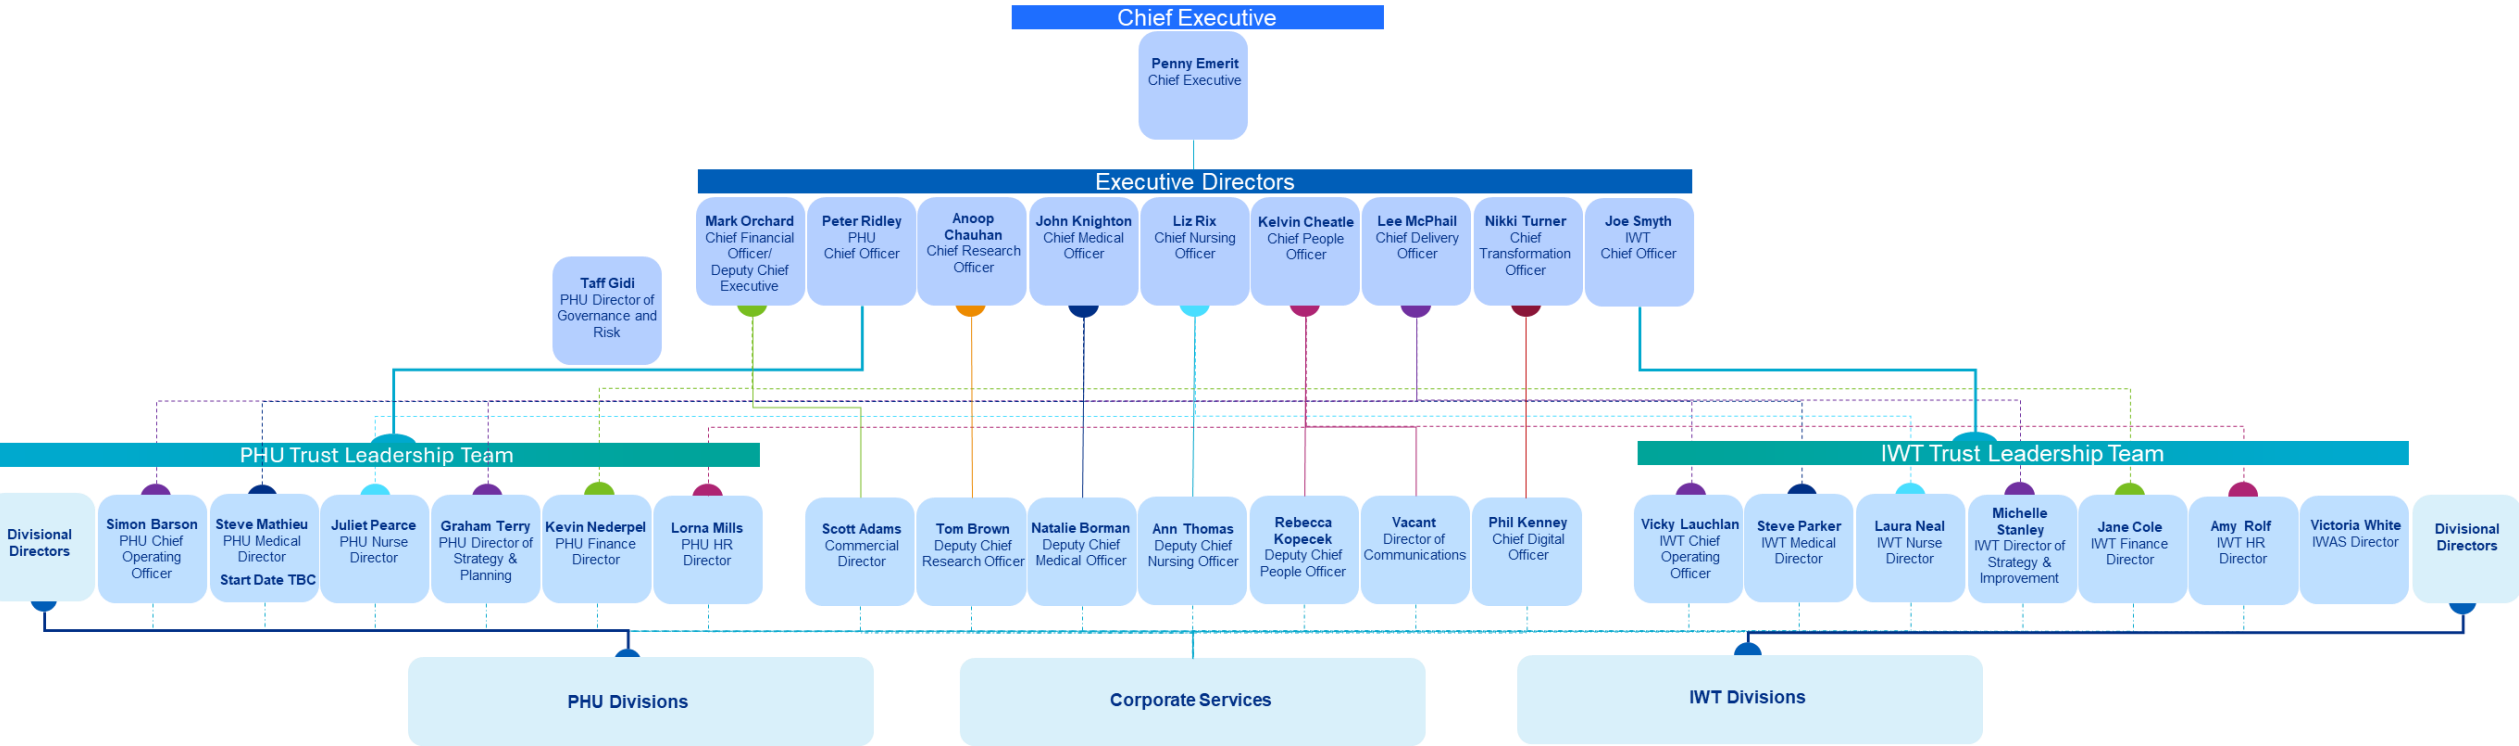 Chief Executive
Penny Emerit
Chief Executive
Executive Directors
Mark Orchard
Chief Financial
Officer/
Deputy Chief
Executive
Peter Ridley
PHU
Chief Officer
Anoop
Chauhan
Chief Research
Officer
John Knighton
Chief Medical
Officer
Liz Rix
Chief Nursing
Officer
Kelvin Cheatle
Chief People
Officer
Lee McPhail
Chief Delivery
Officer
Nikki Turner
Chief
Transformation
Officer
Joe Smyth
IWT
Chief Officer
Taff Gidi
PHU Director of
Governance and
Risk
PHU Trust Leadership Team
IWT Trust Leadership Team
Divisional
Directors
Simon Barson
PHU Chief
Operating
Officer
Steve Mathieu
PHU Medical
Director
Start Date TBC
Juliet Pearce
PHU Nurse
Director
Graham Terry
PHU Director of
Strategy &
Planning
Kevin Nederpel
PHU Finance
Director
Lorna Mills
PHU HR
Director
Scott Adams
Commercial
Director
Tom Brown
Deputy Chief
Research Officer
Natalie Borman
Deputy Chief
Medical Officer
Ann Thomas
Deputy Chief
Nursing Officer
Rebecca
Kopecek
Deputy Chief
People Officer
Vacant
Director of
Communications
Phil Kenney
Chief Digital
Officer
Vicky Lauchlan
IWT Chief
Operating
Officer
Steve Parker
IWT Medical
Director
Laura Neal
IWT Nurse
Director
Michelle
Stanley
IWT Director of
Strategy &
Improvement
Jane Cole
IWT Finance
Director
Amy Rolf
IWT HR
Director
Victoria White
IWAS Director
Divisional
Directors
PHU Divisions
Corporate Services
IWT Divisions